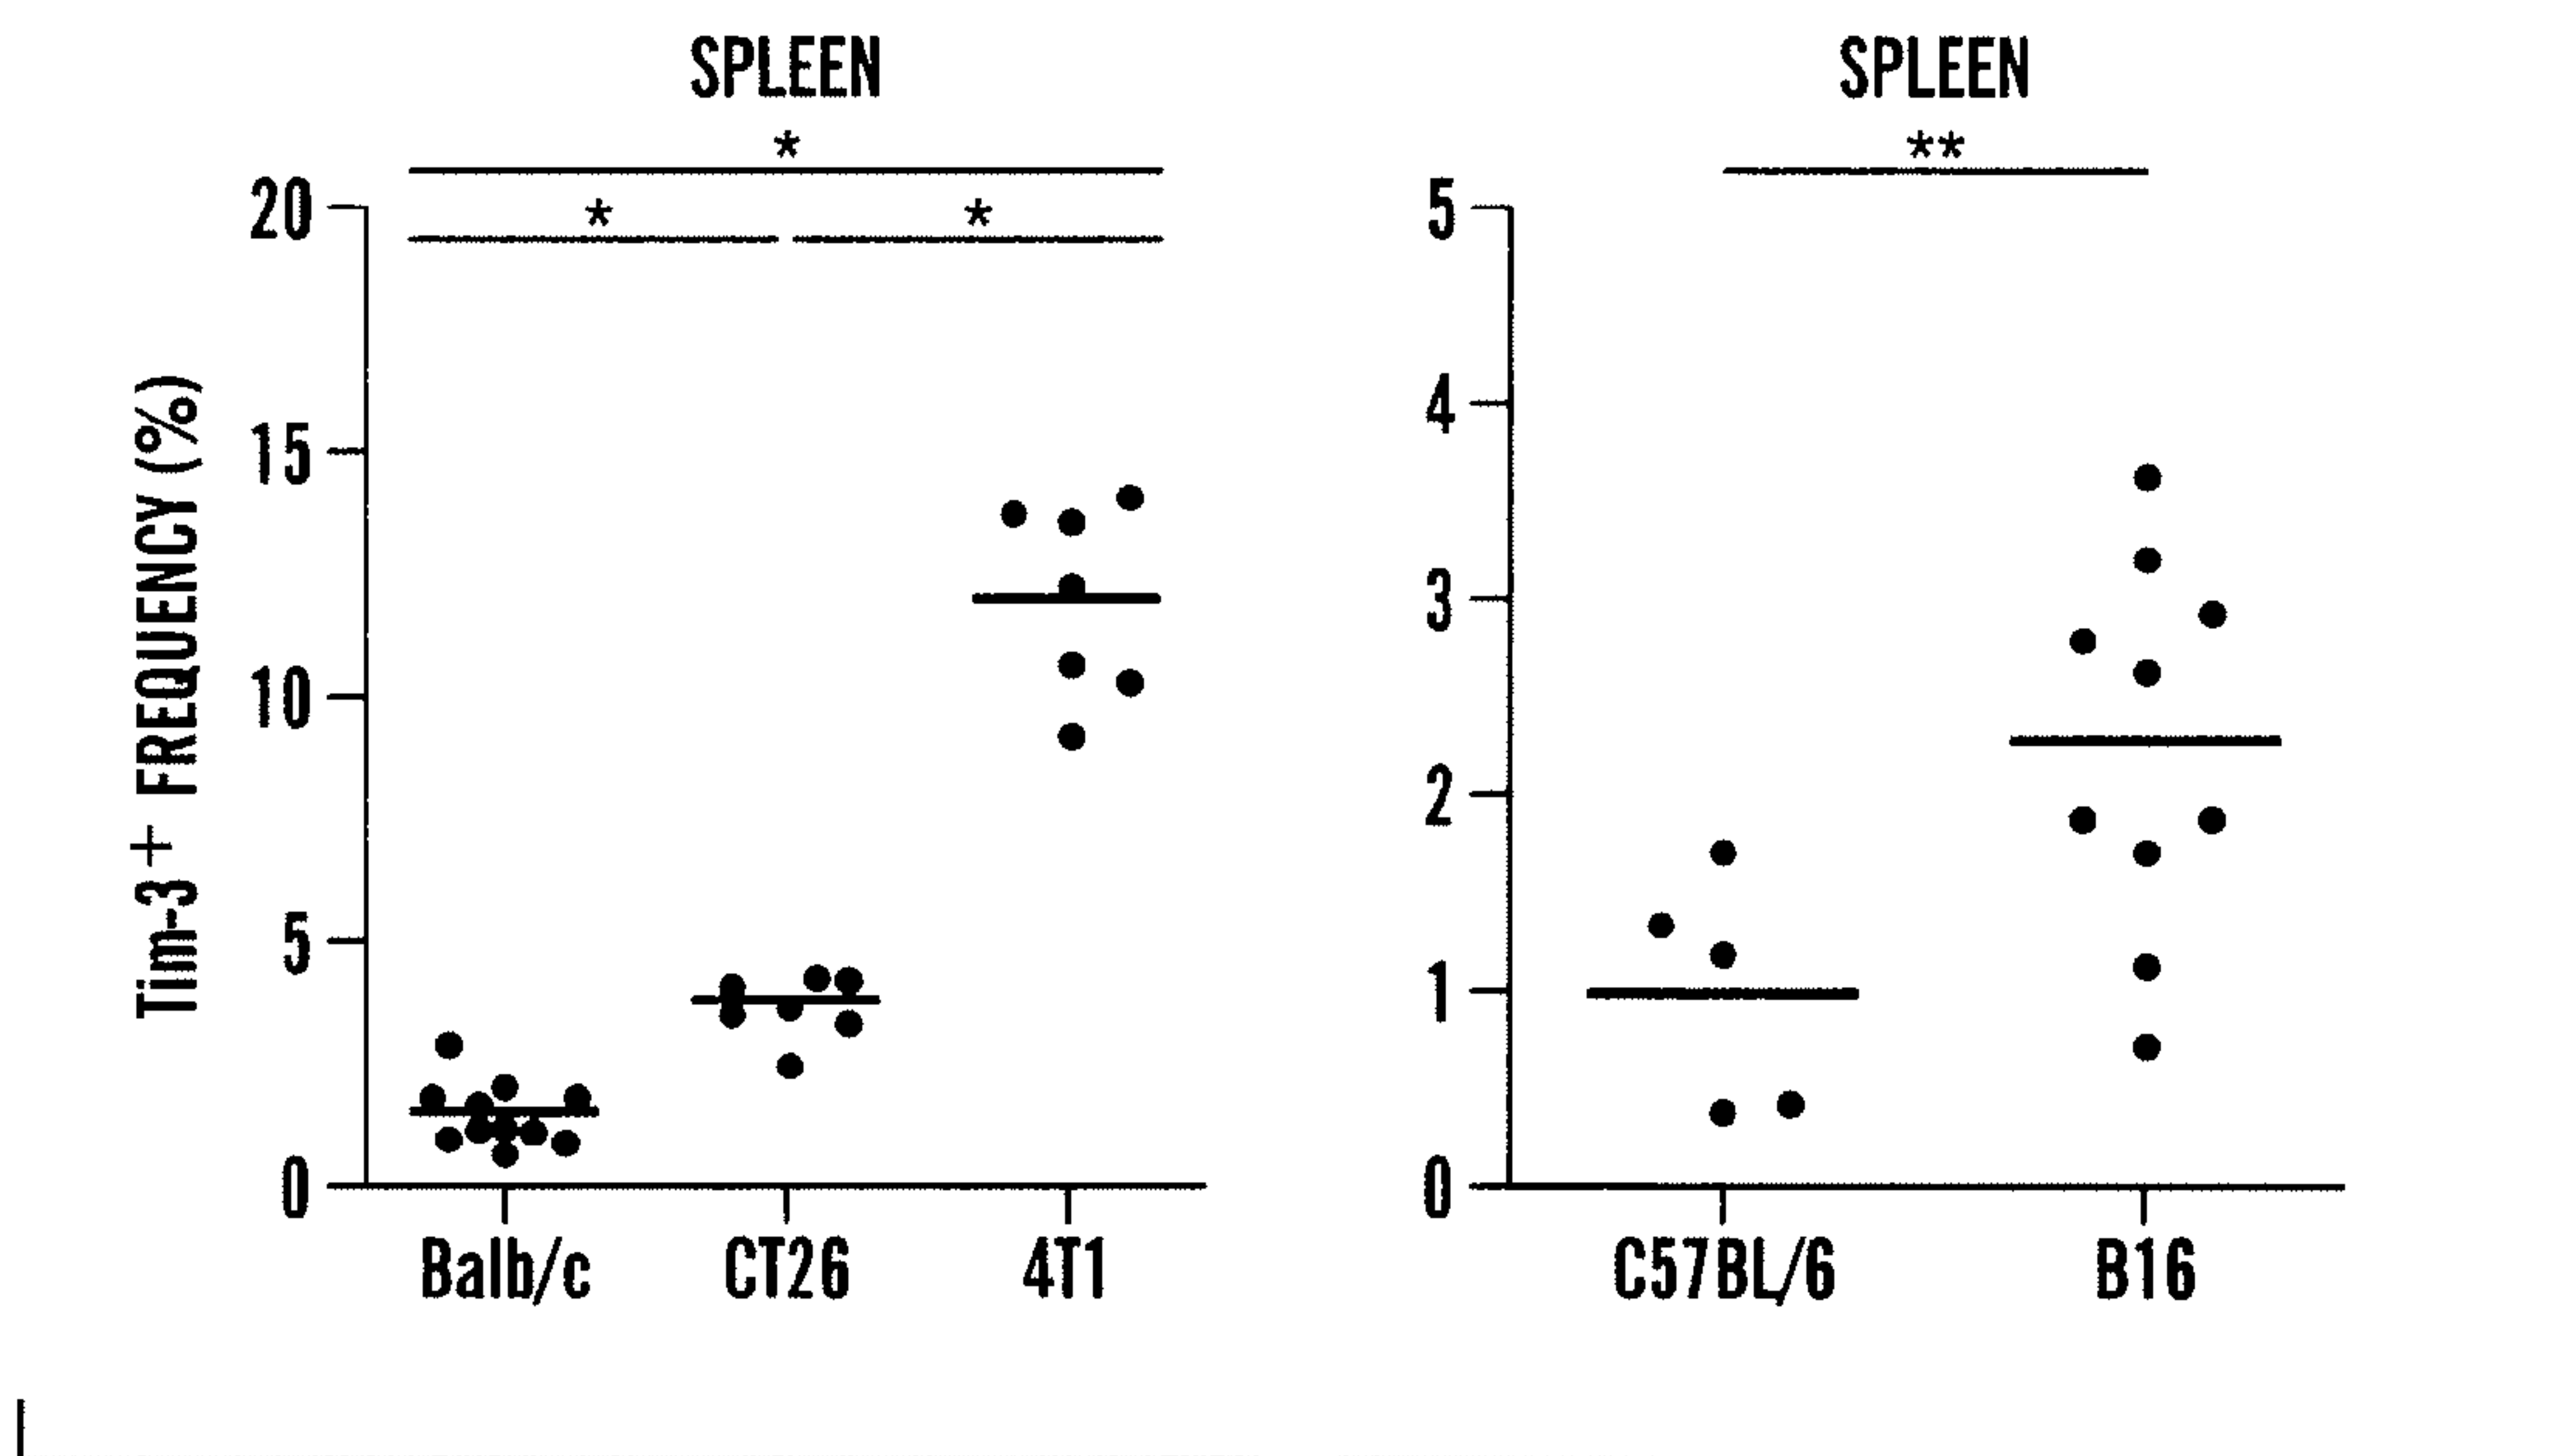 SPLEEN
*
* *
Tim-3+ FREQUENCY (%)
20
15
10
5
0
Balb/c CT26 4T1
SPLEEN
**
5
4
3
2
1
0
C57BL/6 B16